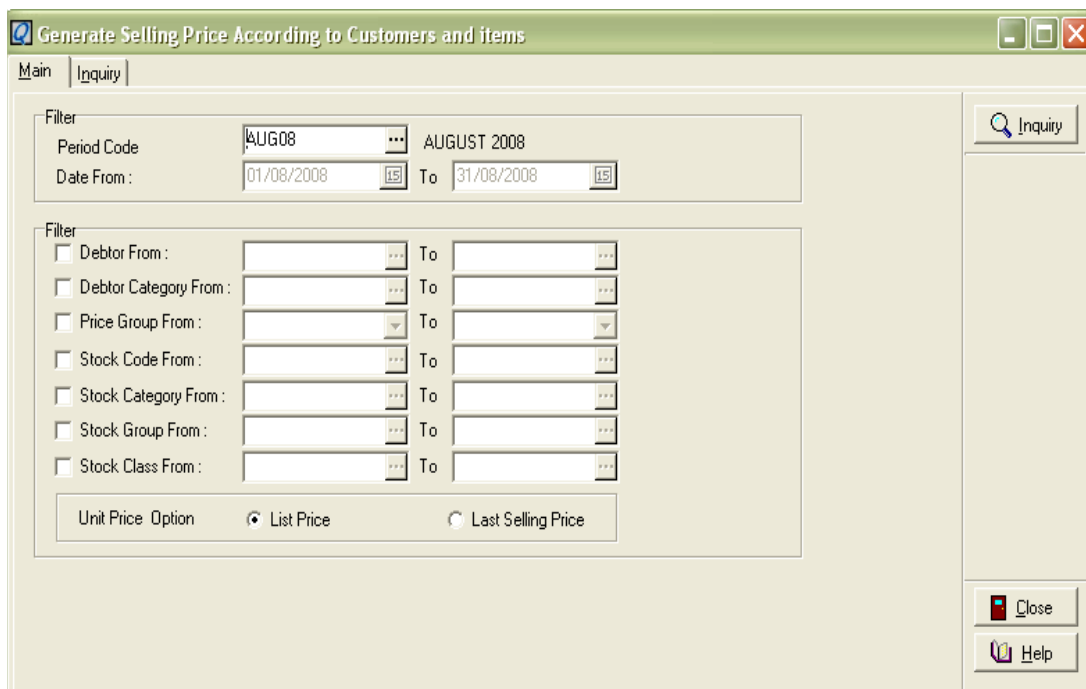 Generate Selling Price According to Customers and items
Main Inquiry
Filter
Period Code AUG08 ... AUGUST 2008
Date From : 01/08/2008 15 To 31/08/2008 15
Inquiry
Filter
Debtor From : ... To ...
Debtor Category From : ... To ...
Price Group From : To
Stock Code From : ... To ...
Stock Category From : ... To ...
Stock Group From : ... To ...
Stock Class From : ... To ...
Unit Price Option List Price Last Selling Price
Close
Help